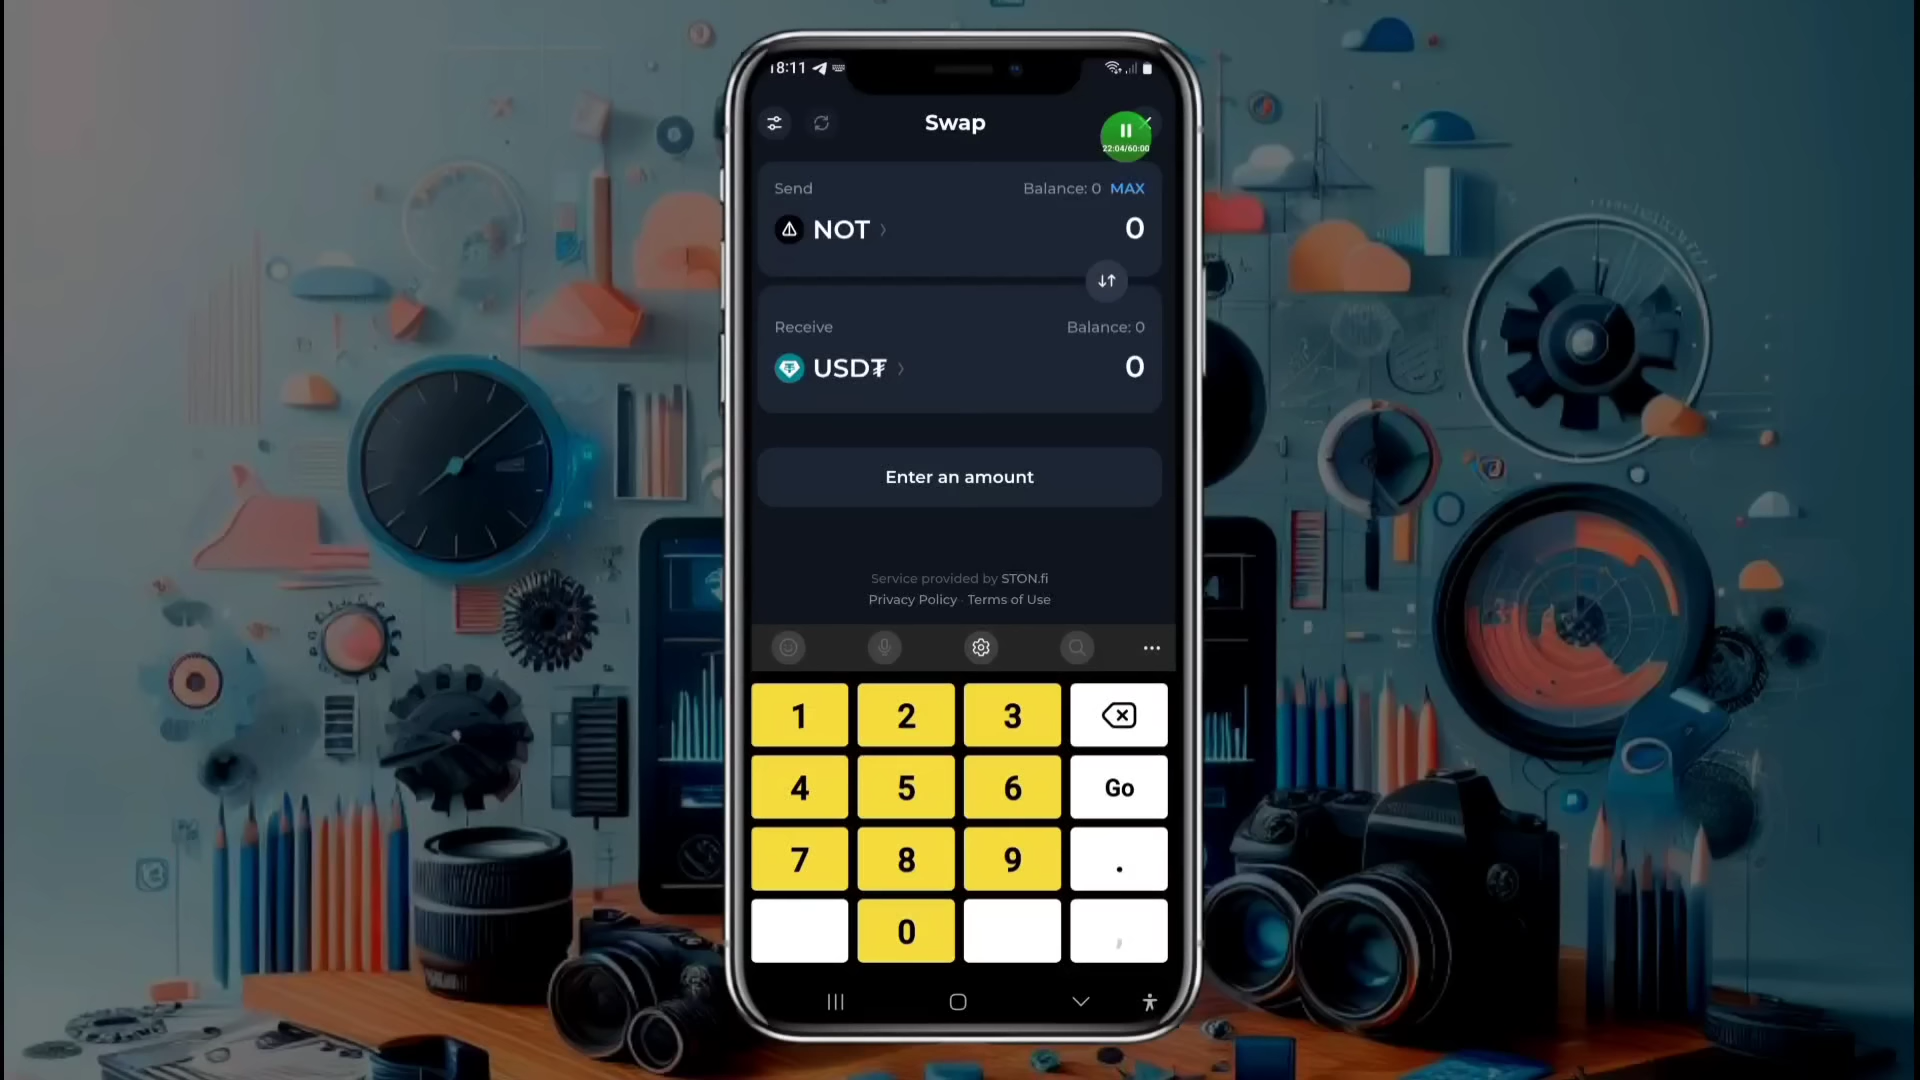 18:11
Swap
22:04/60:00
Send
Balance: 0 MAX
NOT
0
Receive
Balance: 0
USD₮
0
Enter an amount
Service provided by STON.fi
Privacy Policy · Terms of Use
1 2 3
4 5 6 Go
7 8 9 .
0 ,